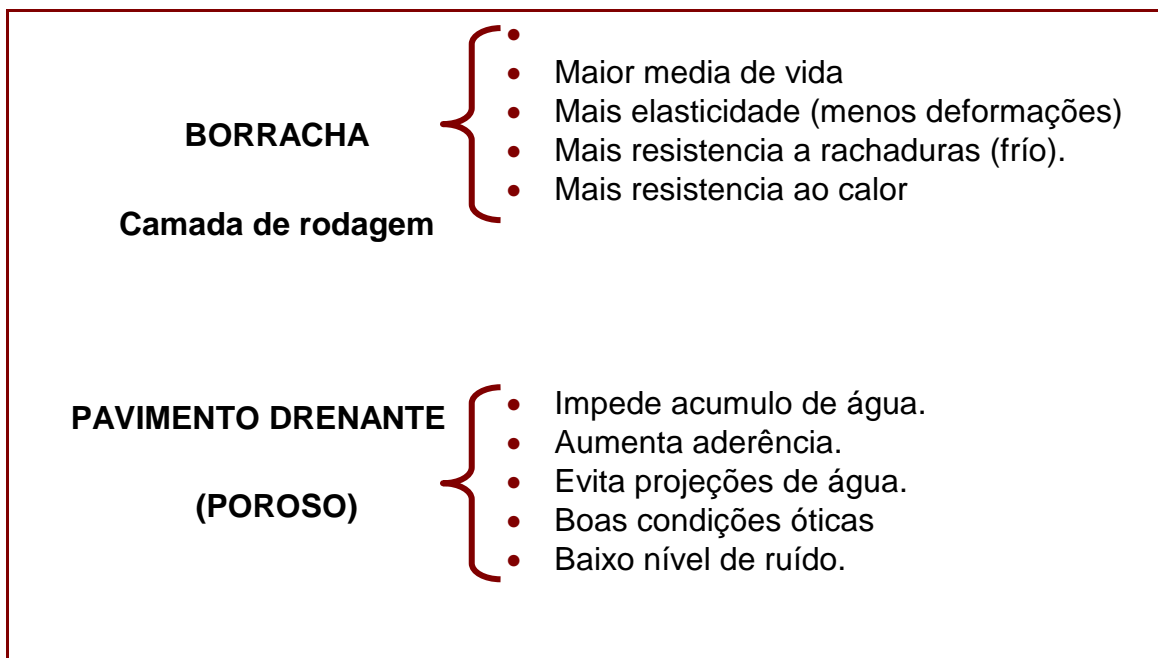 BORRACHA
Camada de rodagem
•
• Maior media de vida
• Mais elasticidade (menos deformações)
• Mais resistencia a rachaduras (frío).
• Mais resistencia ao calor
PAVIMENTO DRENANTE
(POROSO)
• Impede acumulo de água.
• Aumenta aderência.
• Evita projeções de água.
• Boas condições óticas
• Baixo nível de ruído.